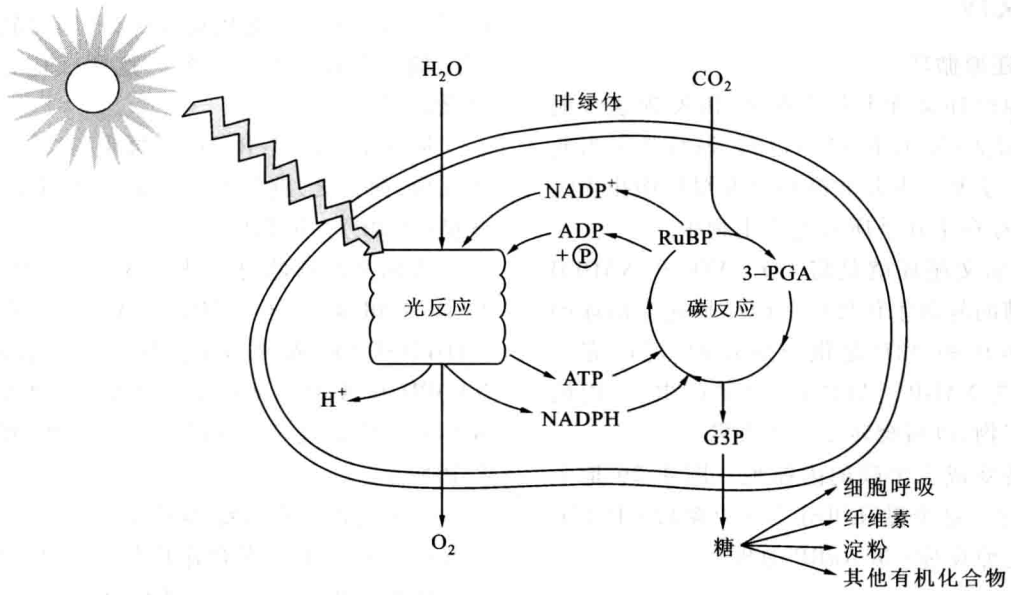 H₂O
CO₂
叶绿体
NADP⁺
ADP
+ Ⓟ
RuBP
3-PGA
光反应
碳反应
ATP
H⁺
NADPH
G3P
细胞呼吸
纤维素
O₂
糖
淀粉
其他有机化合物